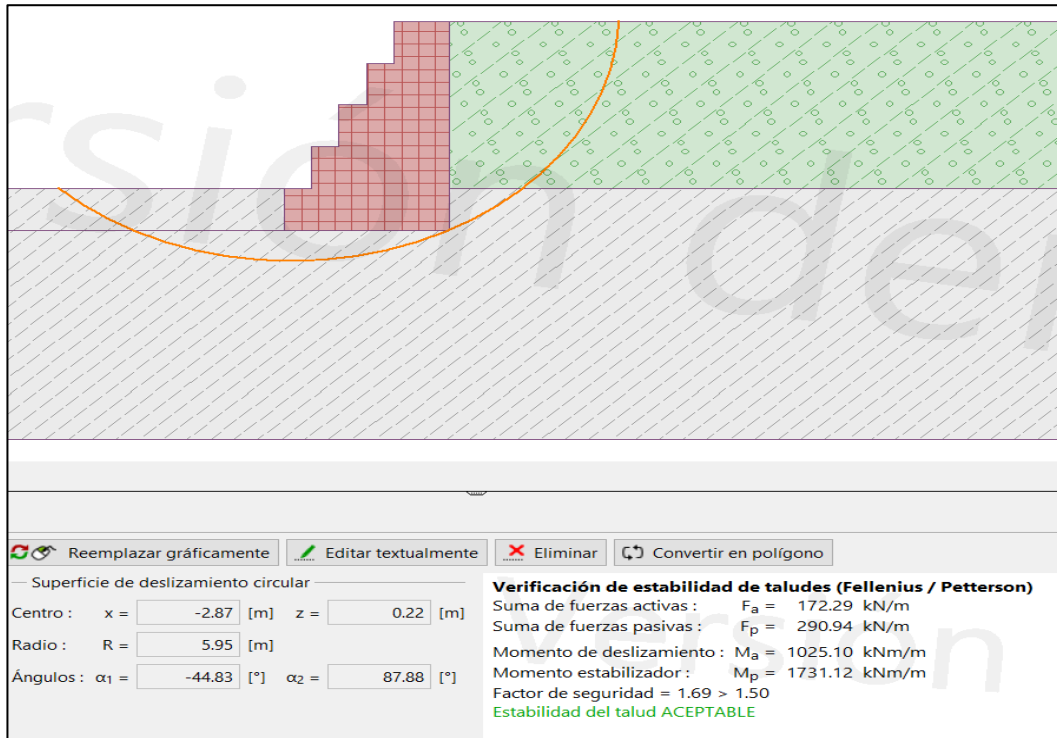 rsión dem
Reemplazar gráficamente Editar textualmente Eliminar Convertir en polígono
Superficie de deslizamiento circular
Centro : x = -2.87 [m] z = 0.22 [m]
Radio : R = 5.95 [m]
Ángulos : α1 = -44.83 [°] α2 = 87.88 [°]
Versión
Verificación de estabilidad de taludes (Fellenius / Petterson)
Suma de fuerzas activas : Fa = 172.29 kN/m
Suma de fuerzas pasivas : Fp = 290.94 kN/m
Momento de deslizamiento : Ma = 1025.10 kNm/m
Momento estabilizador : Mp = 1731.12 kNm/m
Factor de seguridad = 1.69 > 1.50
Estabilidad del talud ACEPTABLE